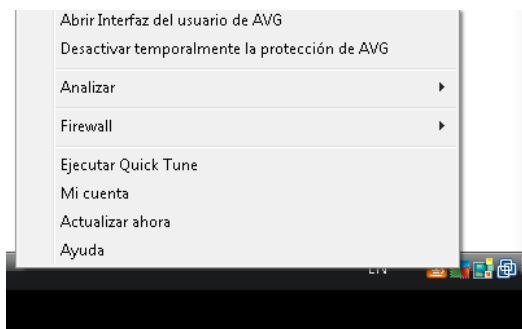 Abrir Interfaz del usuario de AVG
Desactivar temporalmente la protección de AVG
Analizar
Firewall
Ejecutar Quick Tune
Mi cuenta
Actualizar ahora
Ayuda
EN